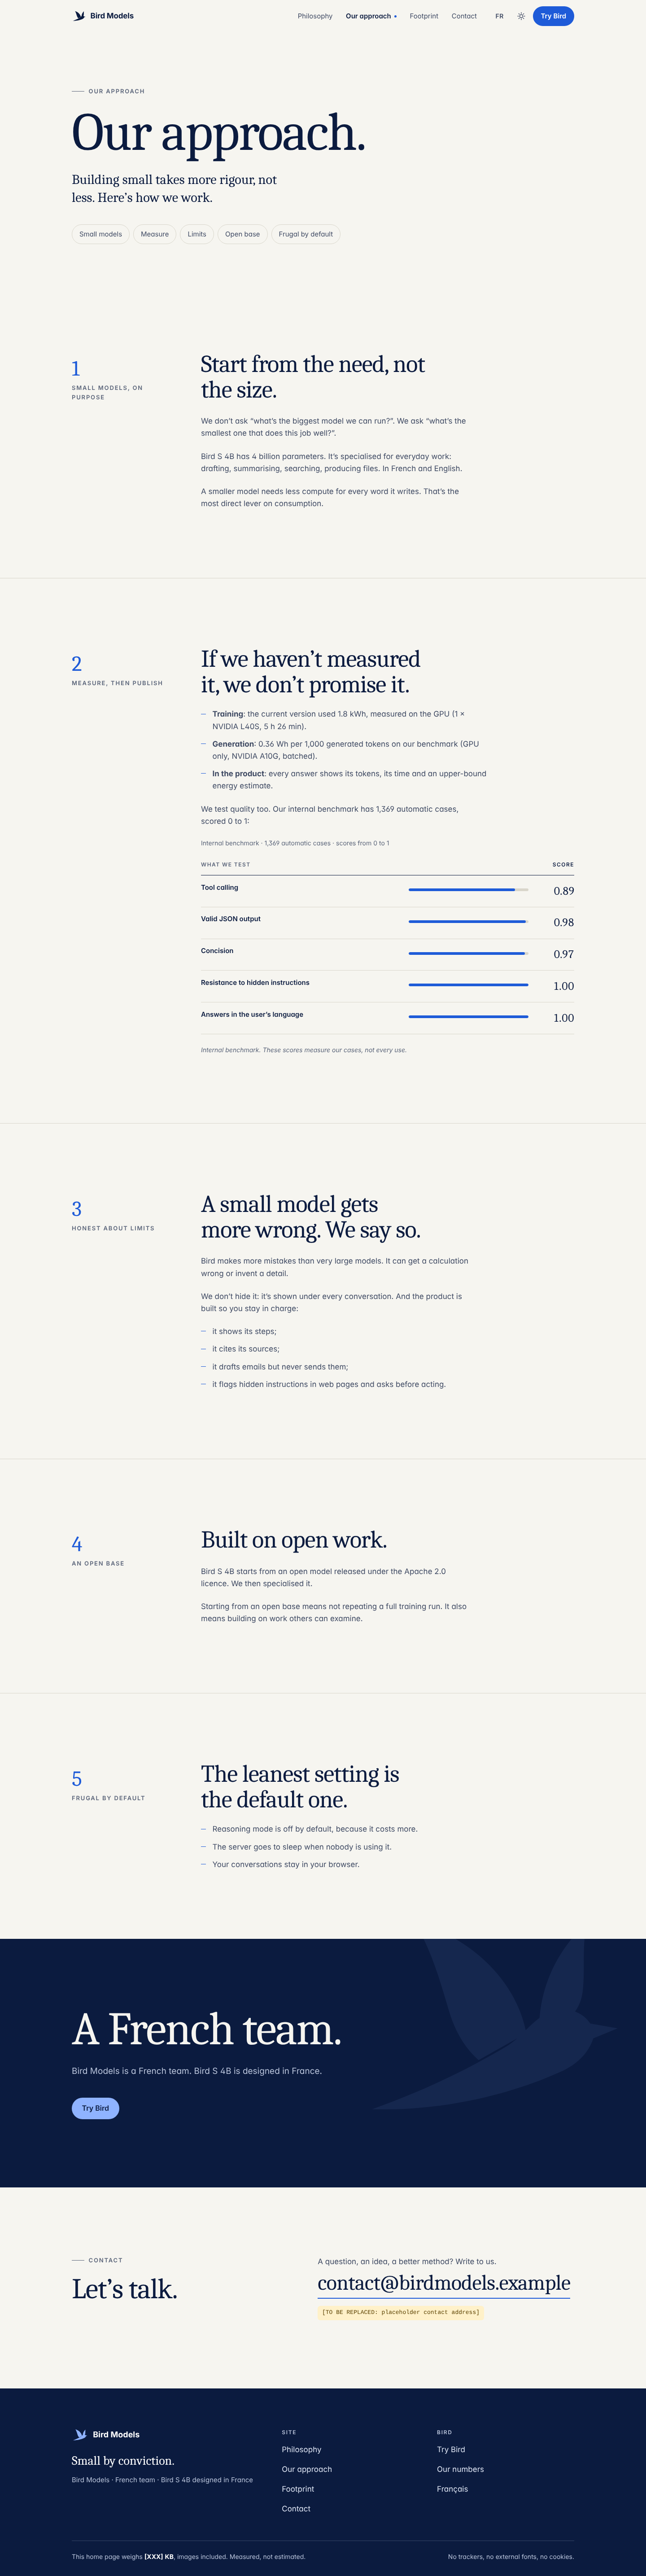 Bird Models
Philosophy
Our approach
Footprint
Contact
FR
Try Bird
OUR APPROACH
Our approach.
Building small takes more rigour, not
less. Here’s how we work.
Small models
Measure
Limits
Open base
Frugal by default
1
SMALL MODELS, ON
PURPOSE
Start from the need, not
the size.
We don’t ask “what’s the biggest model we can run?”. We ask “what’s the
smallest one that does this job well?”.
Bird S 4B has 4 billion parameters. It’s specialised for everyday work:
drafting, summarising, searching, producing files. In French and English.
A smaller model needs less compute for every word it writes. That’s the
most direct lever on consumption.
2
MEASURE, THEN PUBLISH
If we haven’t measured
it, we don’t promise it.
— Training: the current version used 1.8 kWh, measured on the GPU (1 ×
NVIDIA L40S, 5 h 26 min).
— Generation: 0.36 Wh per 1,000 generated tokens on our benchmark (GPU
only, NVIDIA A10G, batched).
— In the product: every answer shows its tokens, its time and an upper-bound
energy estimate.
We test quality too. Our internal benchmark has 1,369 automatic cases,
scored 0 to 1:
Internal benchmark · 1,369 automatic cases · scores from 0 to 1
WHAT WE TEST SCORE
Tool calling 0.89
Valid JSON output 0.98
Concision 0.97
Resistance to hidden instructions 1.00
Answers in the user’s language 1.00
Internal benchmark. These scores measure our cases, not every use.
3
HONEST ABOUT LIMITS
A small model gets
more wrong. We say so.
Bird makes more mistakes than very large models. It can get a calculation
wrong or invent a detail.
We don’t hide it: it’s shown under every conversation. And the product is
built so you stay in charge:
— it shows its steps;
— it cites its sources;
— it drafts emails but never sends them;
— it flags hidden instructions in web pages and asks before acting.
4
AN OPEN BASE
Built on open work.
Bird S 4B starts from an open model released under the Apache 2.0
licence. We then specialised it.
Starting from an open base means not repeating a full training run. It also
means building on work others can examine.
5
FRUGAL BY DEFAULT
The leanest setting is
the default one.
— Reasoning mode is off by default, because it costs more.
— The server goes to sleep when nobody is using it.
— Your conversations stay in your browser.
A French team.
Bird Models is a French team. Bird S 4B is designed in France.
Try Bird
CONTACT
Let’s talk.
A question, an idea, a better method? Write to us.
contact@birdmodels.example
[TO BE REPLACED: placeholder contact address]
Bird Models
Small by conviction.
Bird Models · French team · Bird S 4B designed in France
SITE
Philosophy
Our approach
Footprint
Contact
BIRD
Try Bird
Our numbers
Français
This home page weighs [XXX] KB, images included. Measured, not estimated.
No trackers, no external fonts, no cookies.